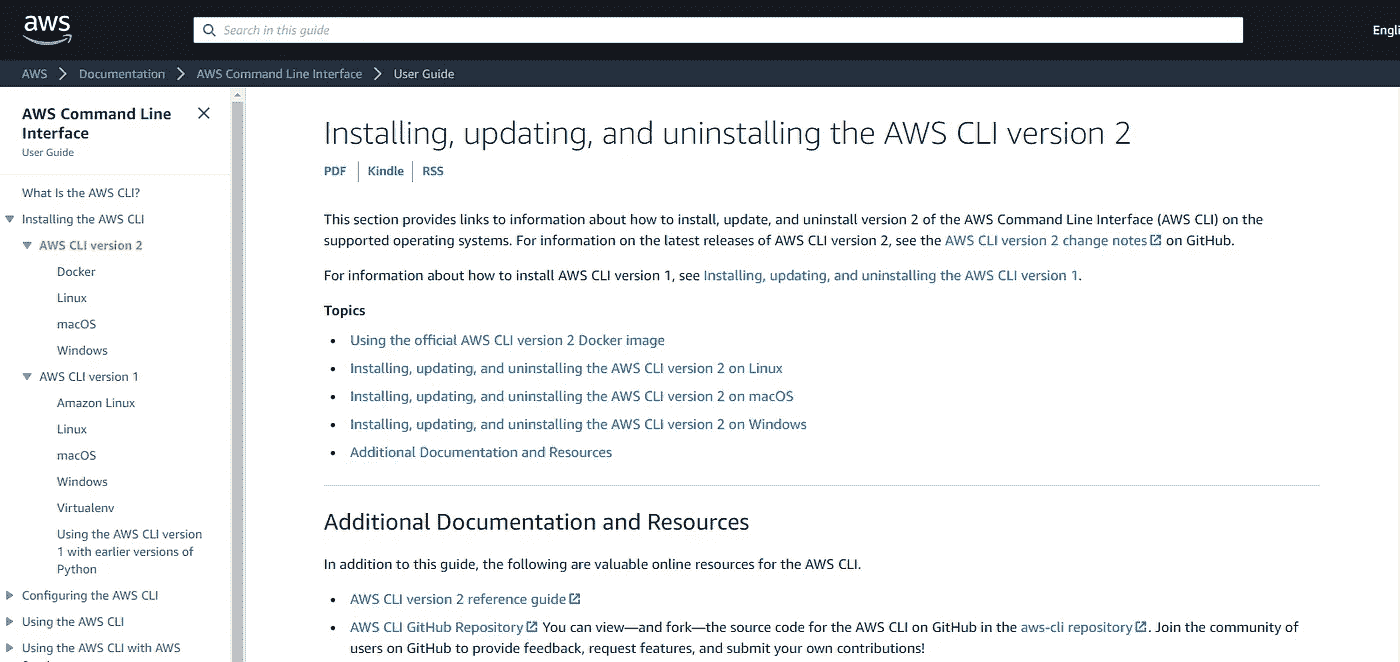 aws
Search in this guide
Engli
AWS > Documentation > AWS Command Line Interface > User Guide
AWS Command Line
Interface
User Guide
What Is the AWS CLI?
Installing the AWS CLI
AWS CLI version 2
Docker
Linux
macOS
Windows
AWS CLI version 1
Amazon Linux
Linux
macOS
Windows
Virtualenv
Using the AWS CLI version
1 with earlier versions of
Python
Configuring the AWS CLI
Using the AWS CLI
Using the AWS CLI with AWS
Installing, updating, and uninstalling the AWS CLI version 2
PDF | Kindle | RSS
This section provides links to information about how to install, update, and uninstall version 2 of the AWS Command Line Interface (AWS CLI) on the
supported operating systems. For information on the latest releases of AWS CLI version 2, see the AWS CLI version 2 change notes on GitHub.
For information about how to install AWS CLI version 1, see Installing, updating, and uninstalling the AWS CLI version 1.
Topics
• Using the official AWS CLI version 2 Docker image
• Installing, updating, and uninstalling the AWS CLI version 2 on Linux
• Installing, updating, and uninstalling the AWS CLI version 2 on macOS
• Installing, updating, and uninstalling the AWS CLI version 2 on Windows
• Additional Documentation and Resources
Additional Documentation and Resources
In addition to this guide, the following are valuable online resources for the AWS CLI.
• AWS CLI version 2 reference guide
• AWS CLI GitHub Repository You can view—and fork—the source code for the AWS CLI on GitHub in the aws-cli repository. Join the community of
users on GitHub to provide feedback, request features, and submit your own contributions!